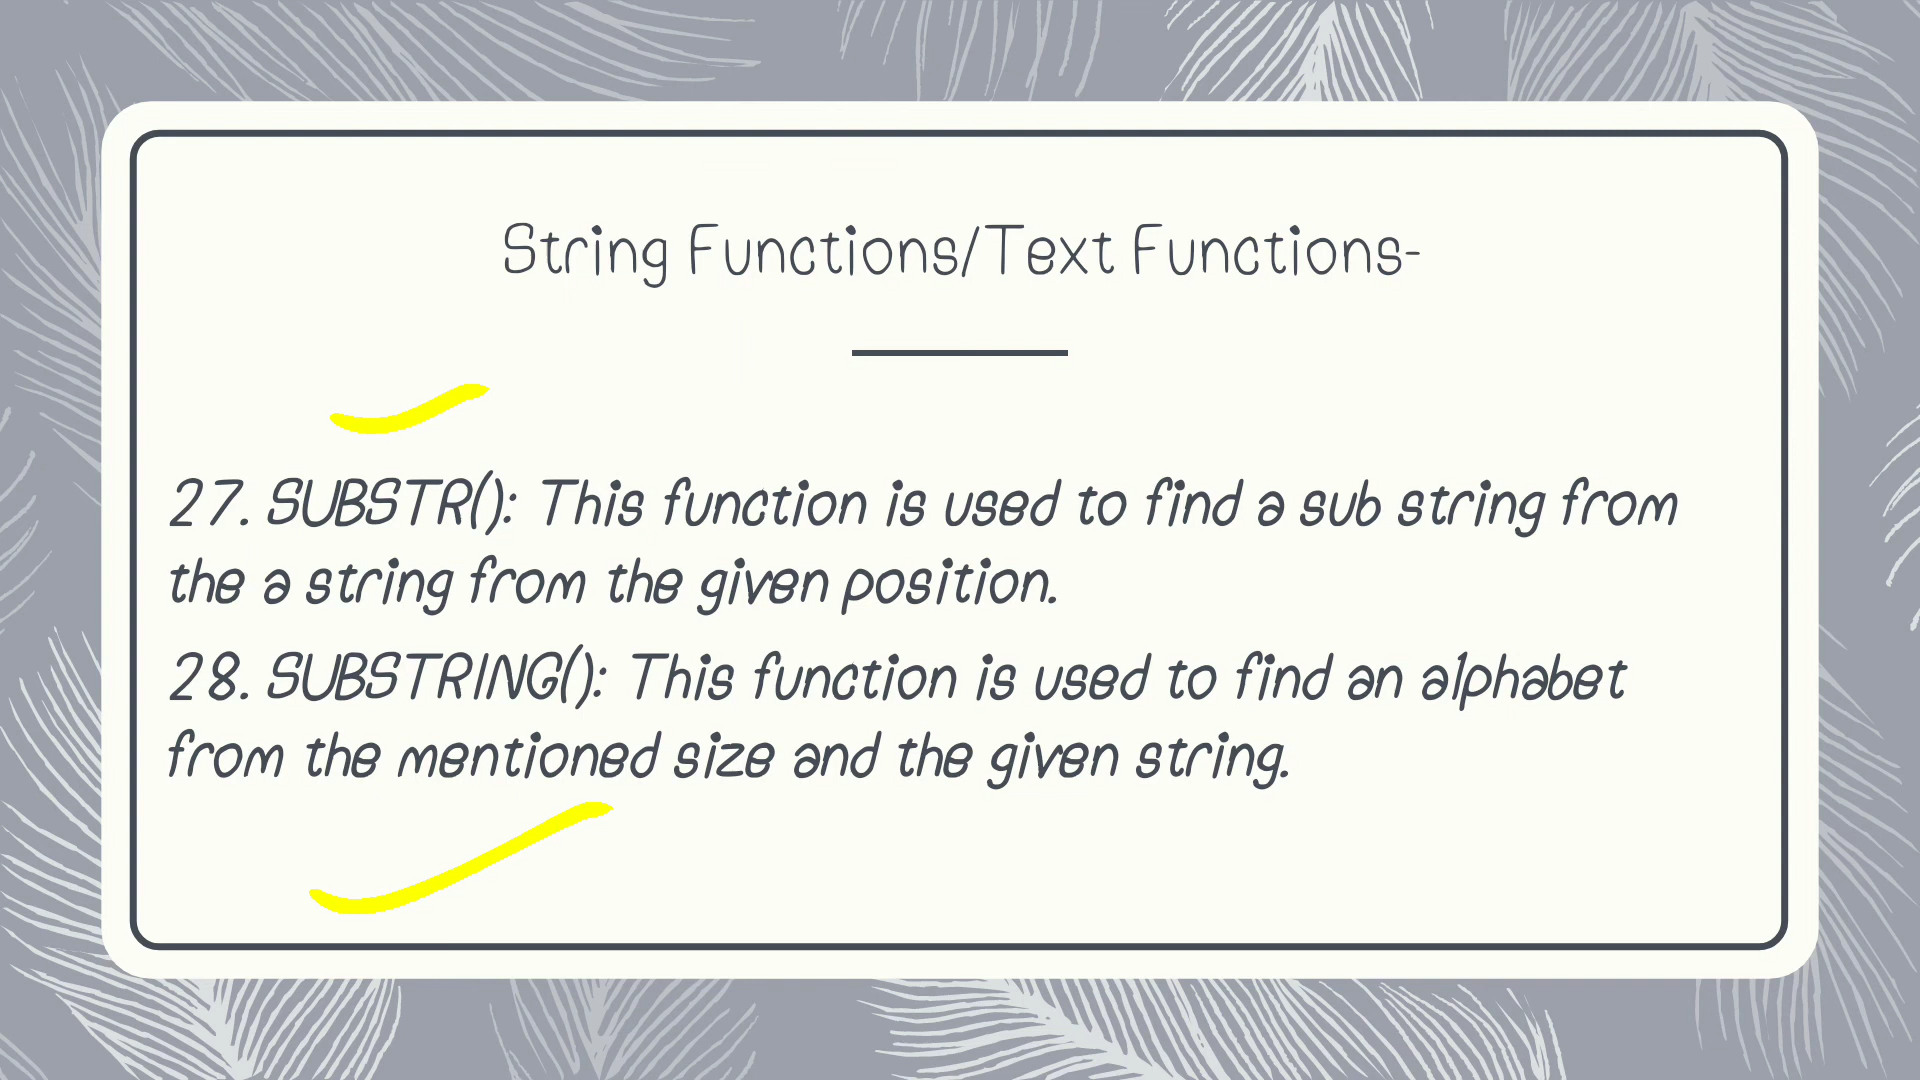 String Functions/Text Functions-
27. SUBSTR(): This function is used to find a sub string from
the a string from the given position.
28. SUBSTRING(): This function is used to find an alphabet
from the mentioned size and the given string.